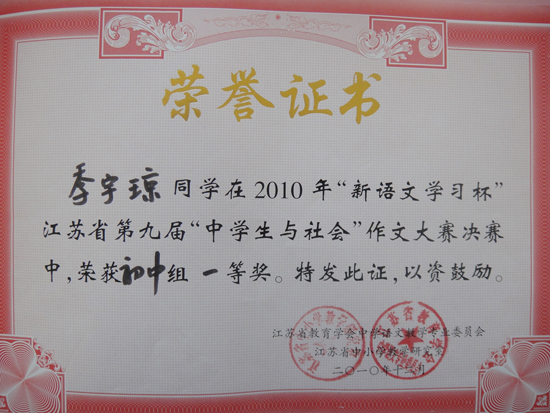 荣誉证书
季宇琼同学在2010年“新语文学习杯”
江苏省第九届“中学生与社会”作文大赛决赛
中，荣获初中组 一等奖。特发此证，以资鼓励。
江苏省教育学会中学语文教学专业委员会
江苏省中小学教学研究室
二〇一〇年十二月